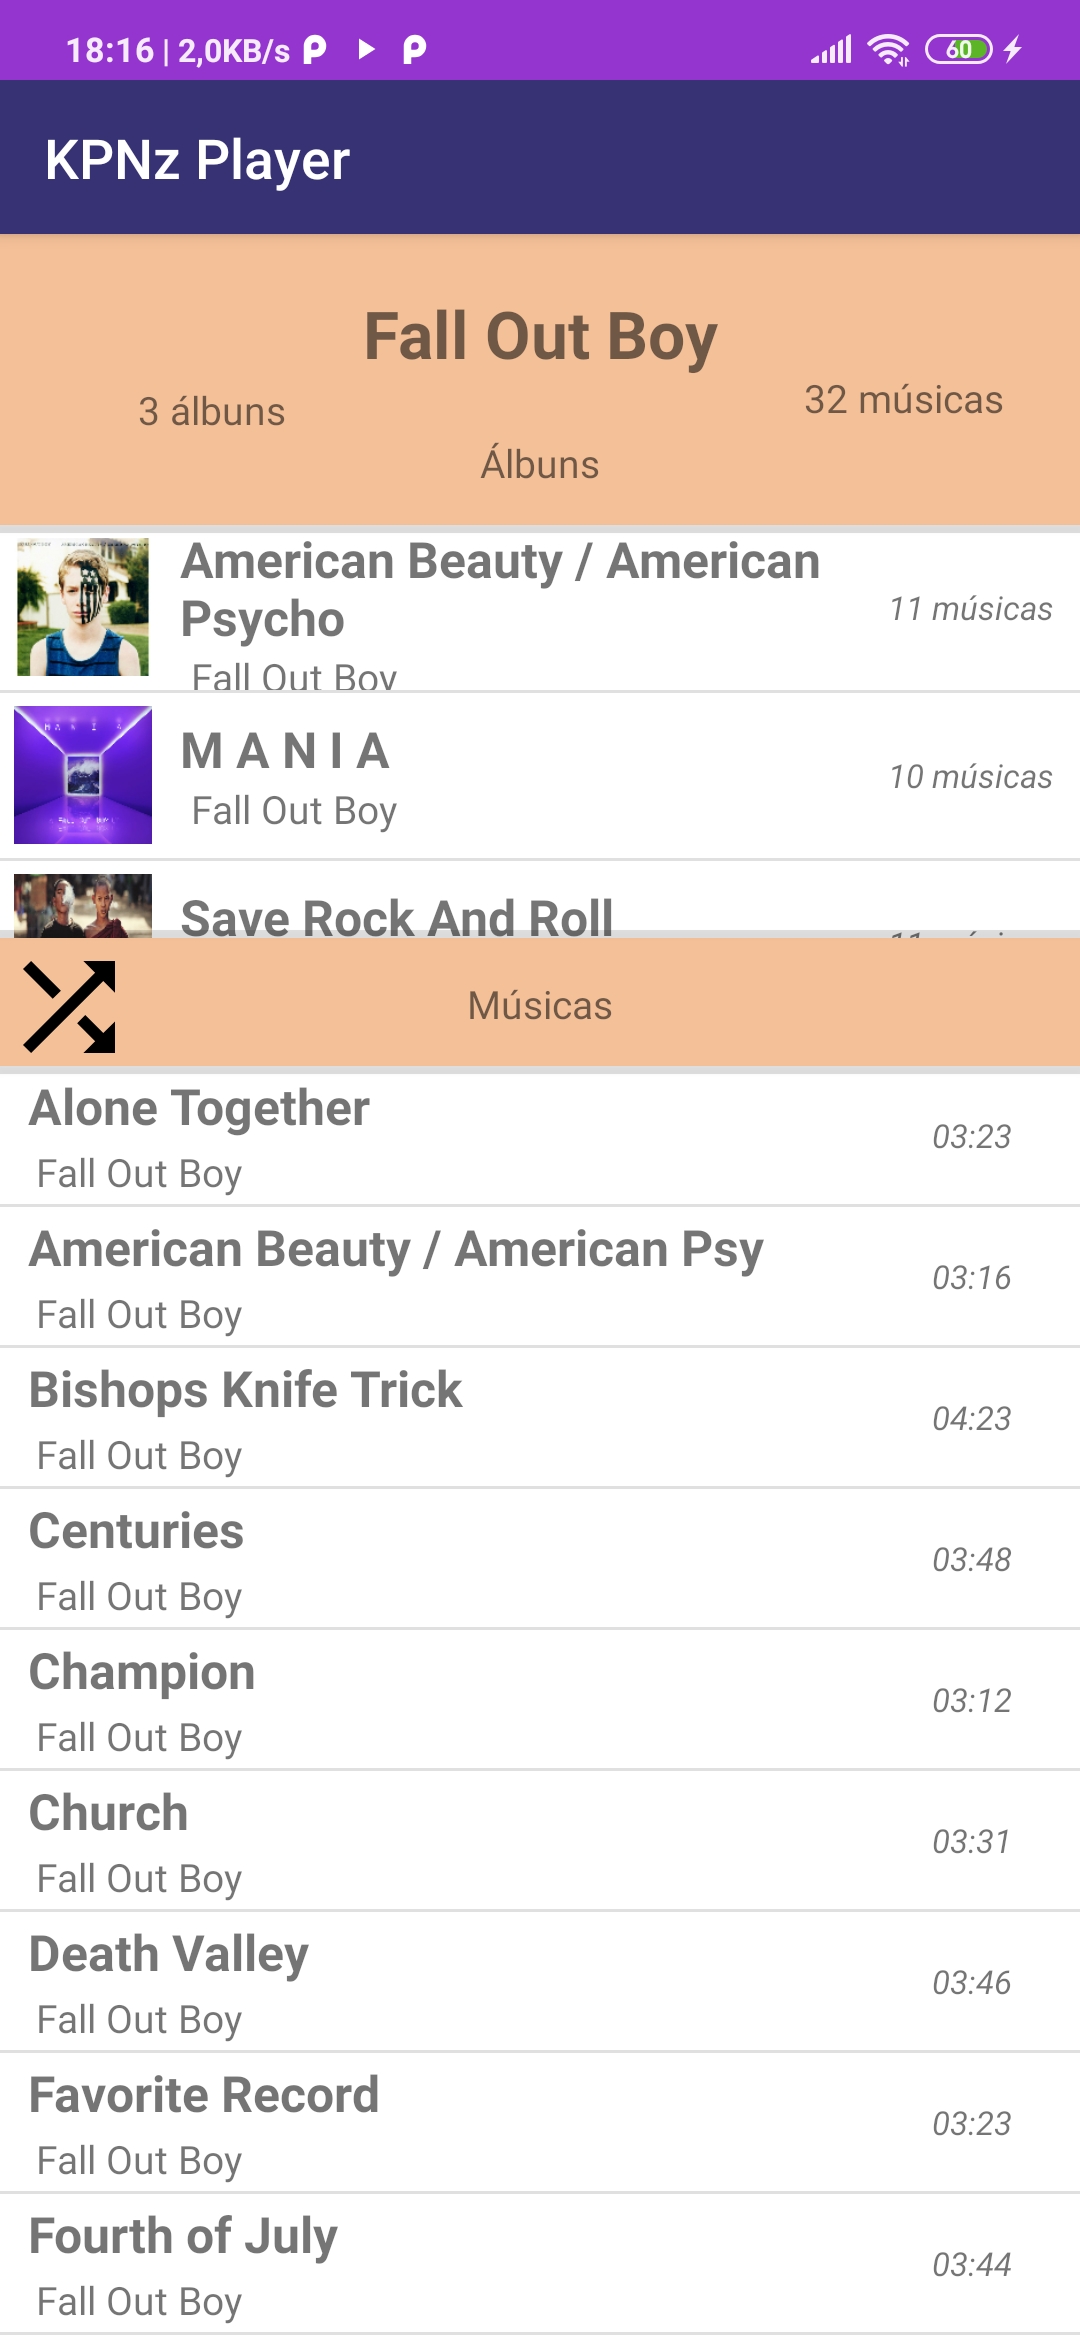 18:16 | 2,0KB/s
60
KPNz Player
Fall Out Boy
3 álbuns
32 músicas
Álbuns
American Beauty / American
Psycho
11 músicas
Fall Out Boy
M A N I A
10 músicas
Fall Out Boy
Save Rock And Roll
11 músicas
Músicas
Alone Together
03:23
Fall Out Boy
American Beauty / American Psy
03:16
Fall Out Boy
Bishops Knife Trick
04:23
Fall Out Boy
Centuries
03:48
Fall Out Boy
Champion
03:12
Fall Out Boy
Church
03:31
Fall Out Boy
Death Valley
03:46
Fall Out Boy
Favorite Record
03:23
Fall Out Boy
Fourth of July
03:44
Fall Out Boy